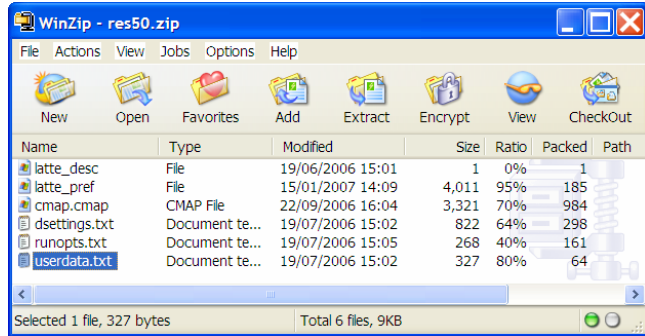 WinZip - res50.zip
File Actions View Jobs Options Help
New Open Favorites Add Extract Encrypt View CheckOut
Name Type Modified Size Ratio Packed Path
latte_desc File 19/06/2006 15:01 1 0% 1
latte_pref File 15/01/2007 14:09 4,011 95% 185
cmap.cmap CMAP File 22/09/2006 16:04 3,321 70% 984
dsettings.txt Document te... 19/07/2006 15:02 822 64% 298
runopts.txt Document te... 19/07/2006 15:05 268 40% 161
userdata.txt Document te... 19/07/2006 15:02 327 80% 64
Selected 1 file, 327 bytes Total 6 files, 9KB